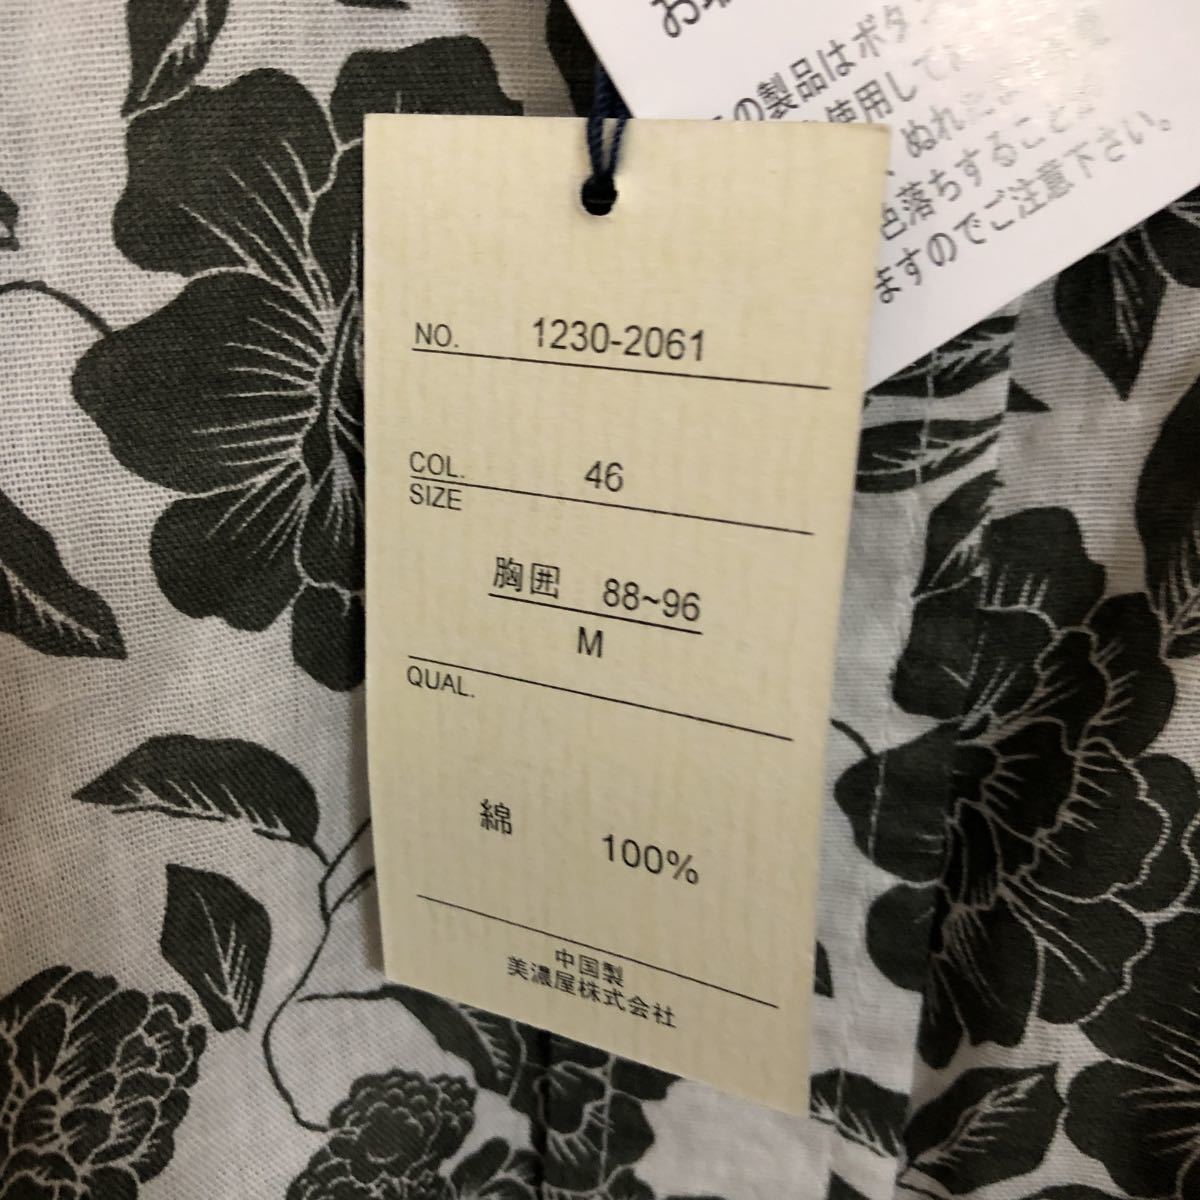 の製品はボタン
使用して
、ぬれた
色落ちすること
ますのでご注意下さい。
NO. 1230-2061
COL. 46
SIZE
胸囲 88~96
M
QUAL.
綿 100%
中国製
美濃屋株式会社